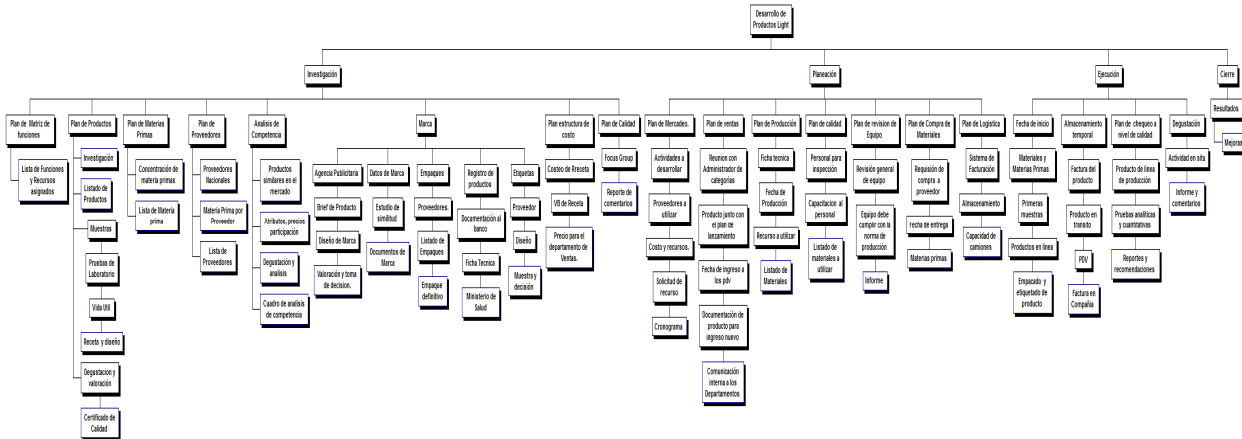 Desarrollo de
Productos Light
Investigación
Planeación
Ejecución
Cierre
Plan de Matriz de
funciones
Lista de Funciones
y Recursos
asignados
Plan de Productos
Investigación
Listado de
Productos
Muestras
Pruebas de
Laboratorio
Vida Util
Receta y diseño
Degustacion y
valoración
Certificado de
Calidad
Plan de Materias
Primas
Concentración de
materia primas
Lista de Materia
prima
Plan de
Proveedores
Proveedores
Nacionales
Materia Prima por
Proveedor
Lista de
Proveedores
Analisis de
Competencia
Productos
similares en el
mercado
Atributos, precios
participación
Degustación y
analisis
Cuadro de analisis
de competencia
Marca
Agencia Publicitaria
Brief de Producto
Diseño de Marca
Valoración y toma
de decision.
Datos de Marca
Estudio de
similitud
Documentos de
Marca
Empaques
Proveedores.
Listado de
Empaques
Empaque
definitivo
Registro de
productos
Documentación al
banco
Ficha Tecnica
Ministerio de
Salud
Etiquetas
Proveedor
Diseño
Muestra y
decisión
Plan estructura de
costo
Costeo de Rreceta
VB de Receta
Precio para el
departamento de
Ventas.
Plan de Calidad
Focus Group
Reporte de
comentarios
Plan de Mercadeo.
Actividades a
desarrollar
Proveedores a
utilizar
Costo y recursos.
Solicitud de
recurso
Cronograma
Plan de ventas
Reunion con
Administrador de
categorias
Producto junto con
el plan de
lanzamiento
Fecha de ingreso a
los pdv
Documentación de
producto para
ingreso nuevo
Comunicación
interna a los
Departamentos
Plan de Producción
Ficha tecnica
Fecha de
Producción
Recurso a utilizar
Listado de
Materiales
Plan de calidad
Personal para
inspección
Capacitacion al
personal
Listado de
materiales a
utilizar
Plan de revision de
Equipo
Revisión general
de equipo
Equipo debe
cumplir con la
norma de
producción
Informe
Plan de Compra de
Materiales
Requisición de
compra a
proveedor
Fecha de entrega
Materias primas
Plan de Logistica
Sistema de
Facturación
Almacenamiento
Capacidad de
camiones
Fecha de inicio
Materiales y
Materias Primas
Primeras
muestras
Productos en linea
Empacado y
etiquetado de
producto
Almacenamiento
temporal
Factura del
producto
Producto en
transito
PDV
Factura en
Compañia
Plan de chequeo a
nivel de calidad
Producto de linea
de producción
Pruebas analiticas
y cuantitativas
Reportes y
recomendaciones
Degustación
Actividad en situ
Informe y
comentarios
Resultados
Mejoras